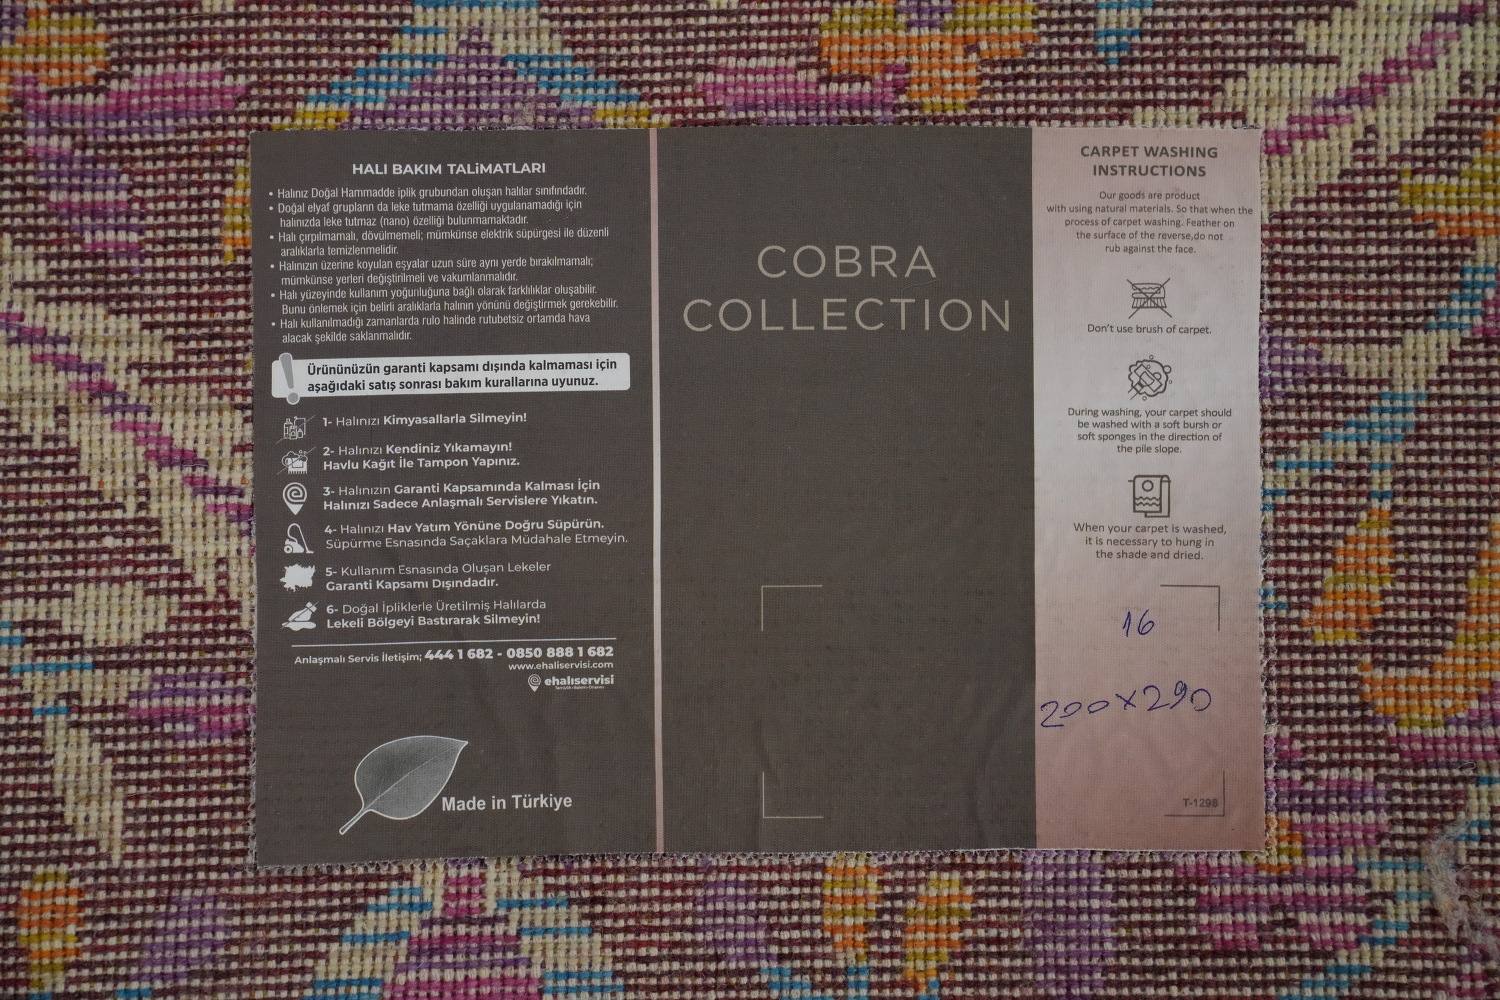 HALI BAKIM TALiMATLARI
• Halınız Doğal Hammadde iplik grubundan oluşan halılar sınıfındadır.
• Doğal elyaf grupların da leke tutmama özelliği uygulanamadığı için
halınızda leke tutmaz (nano) özelliği bulunmamaktadır.
• Halı çırpılmamalı, dövülmemeli; mümkünse elektrik süpürgesi ile düzenli
aralıklarla temizlenmelidir.
• Halınızın üzerine koyulan eşyalar uzun süre aynı yerde bırakılmamalı;
mümkünse yerleri değiştirilmeli ve vakumlanmalıdır.
• Halı yüzeyinde kullanım yoğurluğuna bağlı olarak farklılıklar oluşabilir.
Bunu önlemek için belirli aralıklarla halının yönünü değiştirmek gerekebilir.
• Halı kullanılmadığı zamanlarda rulo halinde rutubetsiz ortamda hava
alacak şekilde saklanmalıdır.
Ürününüzün garanti kapsamı dışında kalmaması için
aşağıdaki satış sonrası bakım kurallarına uyunuz.
1- Halınızı Kimyasallarla Silmeyin!
2- Halınızı Kendiniz Yıkamayın!
Havlu Kağıt İle Tampon Yapınız.
3- Halınızın Garanti Kapsamında Kalması İçin
Halınızı Sadece Anlaşmalı Servislere Yıkatın.
4- Halınızı Hav Yatım Yönüne Doğru Süpürün.
Süpürme Esnasında Saçaklara Müdahale Etmeyin.
5- Kullanım Esnasında Oluşan Lekeler
Garanti Kapsamı Dışındadır.
6- Doğal İpliklerle Üretilmiş Halılarda
Lekeli Bölgeyi Bastırarak Silmeyin!
Anlaşmalı Servis İletişim; 444 1 682 - 0850 888 1 682
www.ehaliservisi.com
ehalıservisi
Made in Türkiye
COBRA
COLLECTION
CARPET WASHING
INSTRUCTIONS
Our goods are product
with using natural materials. So that when the
process of carpet washing. Feather on
the surface of the reverse,do not
rub against the face.
Don't use brush of carpet.
During washing, your carpet should
be washed with a soft bursh or
soft sponges in the direction of
the pile slope.
When your carpet is washed,
it is necessary to hung in
the shade and dried.
16
200x290
T-1298